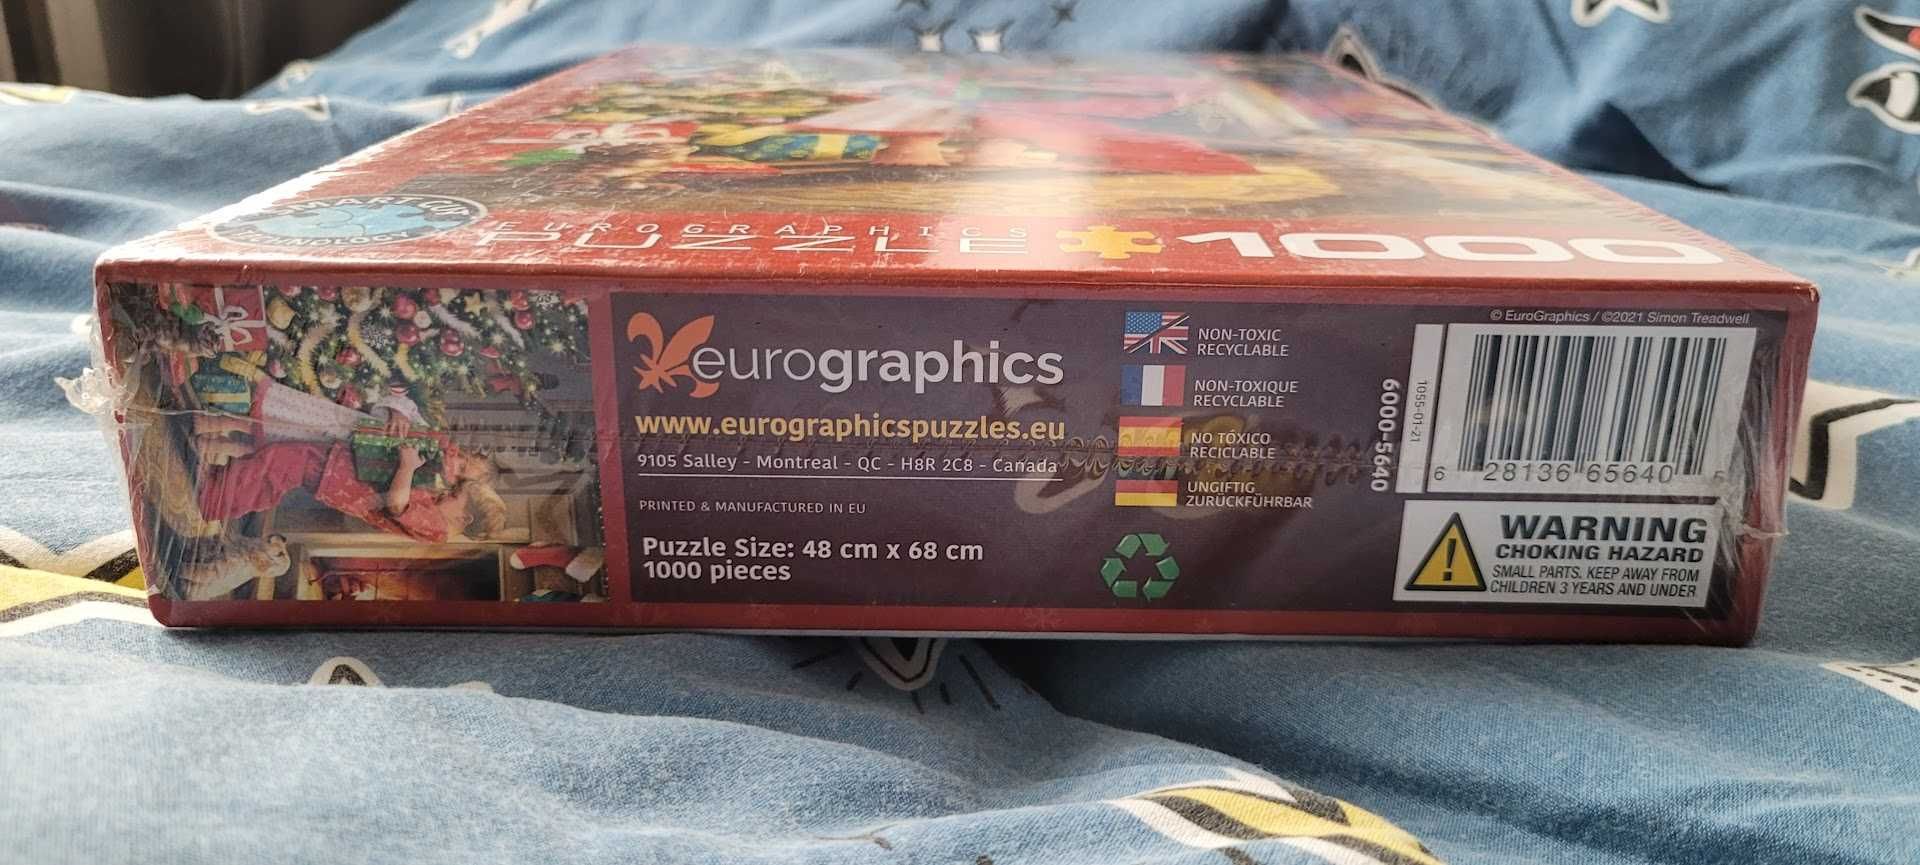 SMART CUT
TECHNOLOGY
EUROGRAPHICS
PUZZLE 1000
eurographics
www.eurographicspuzzles.eu
9105 Salley - Montreal - QC - H8R 2C8 - Canada
PRINTED & MANUFACTURED IN EU
Puzzle Size: 48 cm x 68 cm
1000 pieces
NON-TOXIC
RECYCLABLE
NON-TOXIQUE
RECYCLABLE
NO TÓXICO
RECICLABLE
UNGIFTIG
ZURÜCKFÜHRBAR
© EuroGraphics / ©2021 Simon Treadwell
6000-5640
1055-01-21
6 28136 65640 5
WARNING
CHOKING HAZARD
SMALL PARTS. KEEP AWAY FROM
CHILDREN 3 YEARS AND UNDER